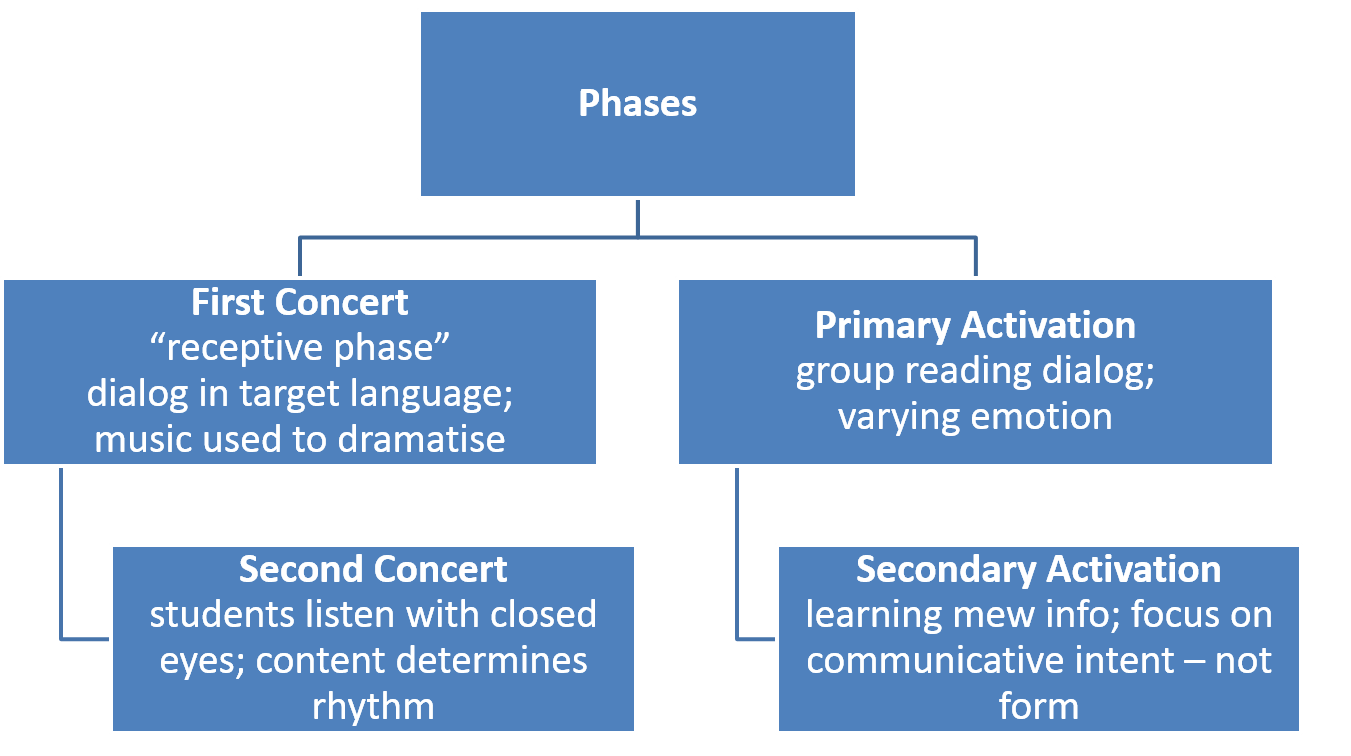 Phases
First Concert
“receptive phase”
dialog in target language;
music used to dramatise
Second Concert
students listen with closed
eyes; content determines
rhythm
Primary Activation
group reading dialog;
varying emotion
Secondary Activation
learning mew info; focus on
communicative intent – not
form